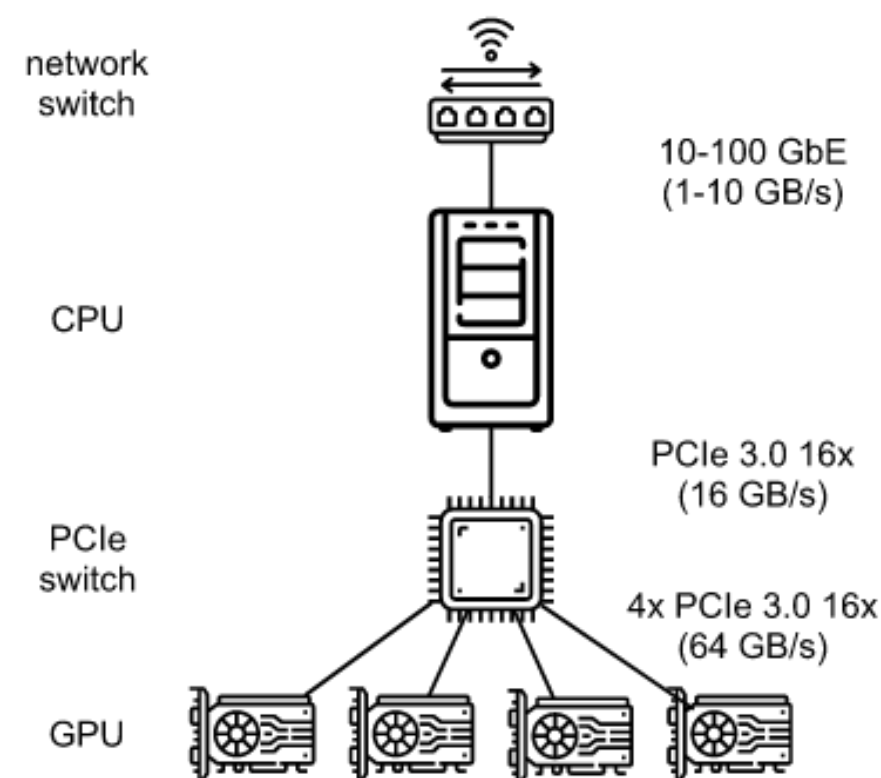 network
switch
10-100 GbE
(1-10 GB/s)
CPU
PCIe 3.0 16x
(16 GB/s)
PCIe
switch
4x PCIe 3.0 16x
(64 GB/s)
GPU